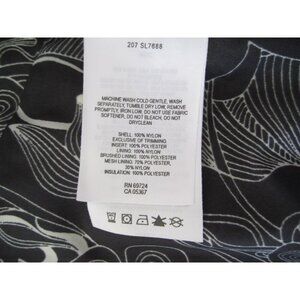 207 SL7688
MACHINE WASH COLD GENTLE, WASH
SEPARATELY, TUMBLE DRY LOW, REMOVE
PROMPTLY, IRON LOW, DO NOT USE FABRIC
SOFTENER, DO NOT BLEACH, DO NOT
DRYCLEAN
SHELL: 100% NYLON
EXCLUSIVE OF TRIMMING
INSERT: 100% POLYESTER
LINING: 100% NYLON
BRUSHED LINING: 100% POLYESTER
MESH LINING: 70% POLYESTER,
30% NYLON
INSULATION: 100% POLYESTER
RN 69724
CA 05367